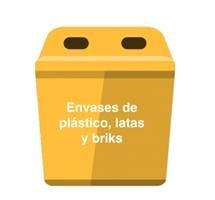 Envases de
plástico, latas
y briks